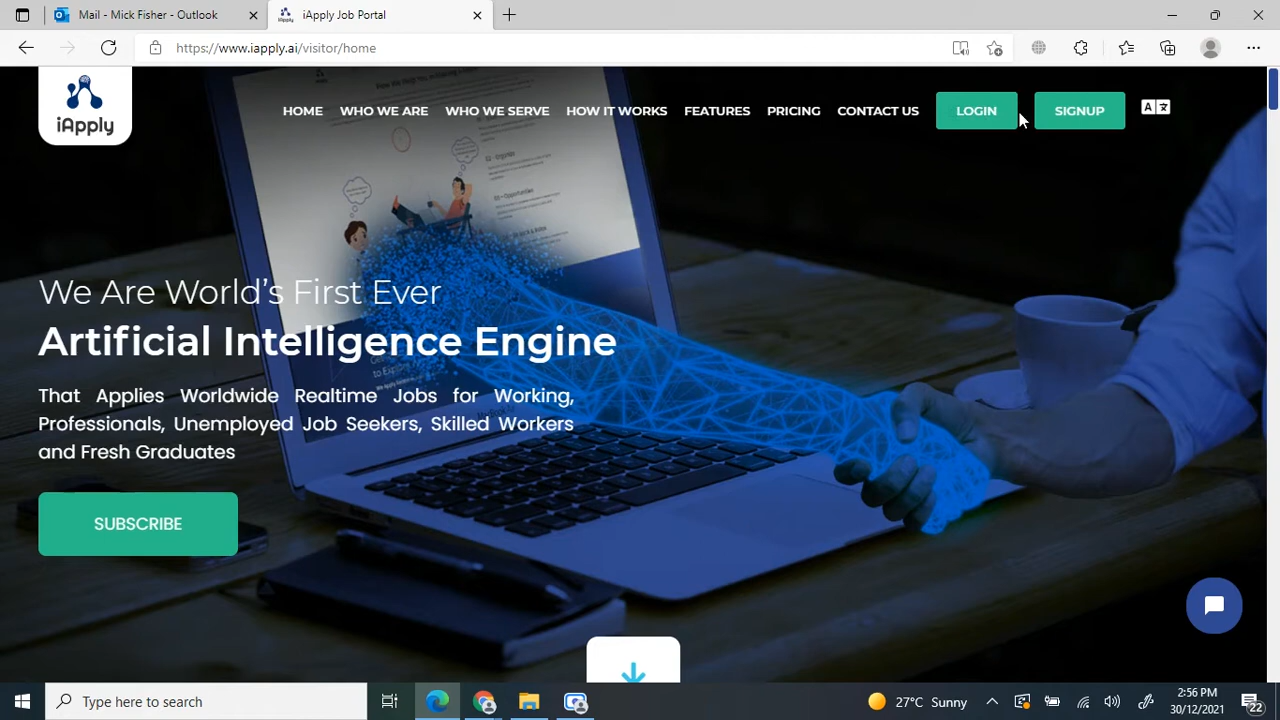 Mail - Mick Fisher - Outlook
iApply Job Portal
https://www.iapply.ai/visitor/home
iApply
HOME WHO WE ARE WHO WE SERVE HOW IT WORKS FEATURES PRICING CONTACT US LOGIN SIGNUP
We Are World's First Ever
Artificial Intelligence Engine
That Applies Worldwide Realtime Jobs for Working,
Professionals, Unemployed Job Seekers, Skilled Workers
and Fresh Graduates
SUBSCRIBE
Type here to search
27°C Sunny
2:56 PM
30/12/2021
22